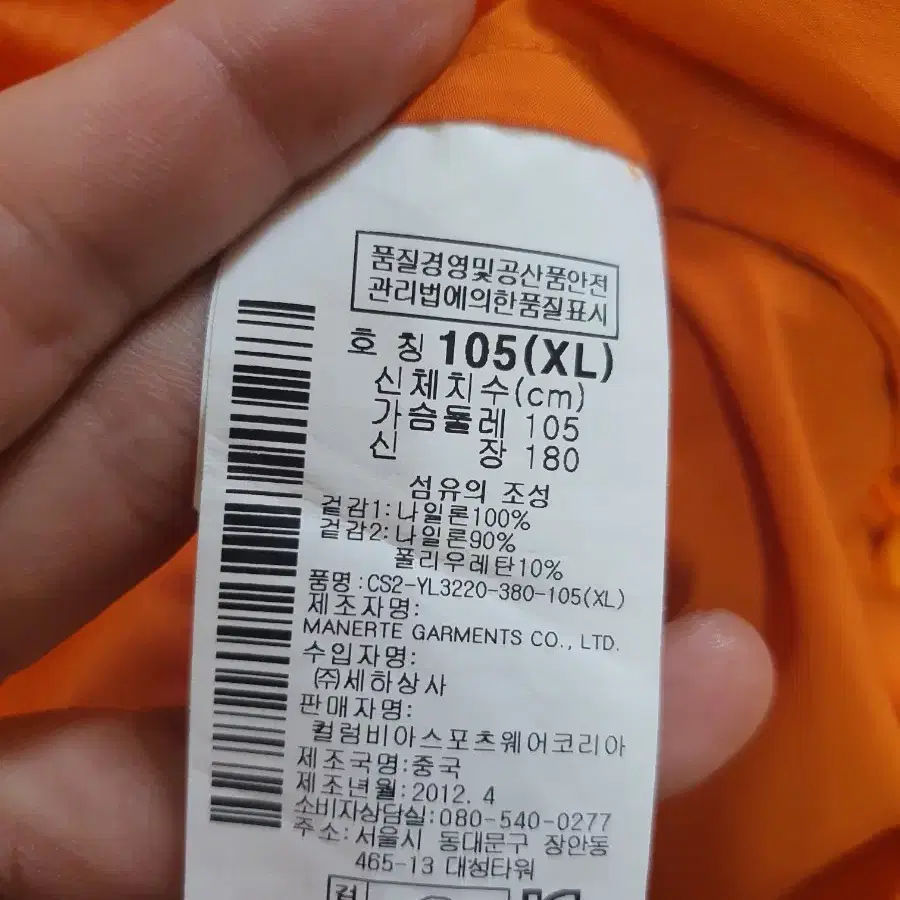 품질경영및공산품안전
관리법에의한품질표시
호 칭 105(XL)
신체치수(cm)
가슴둘레 105
신 장 180
섬유의 조성
겉감1:나일론100%
겉감2:나일론90%
폴리우레탄10%
품명:CS2-YL3220-380-105(XL)
제조자명:
MANERTE GARMENTS CO., LTD.
수입자명:
㈜세하상사
판매자명:
컬럼비아스포츠웨어코리아
제조국명:중국
제조년월:2012. 4
소비자상담실:080-540-0277
주소:서울시 동대문구 장안동
465-13 대성타워